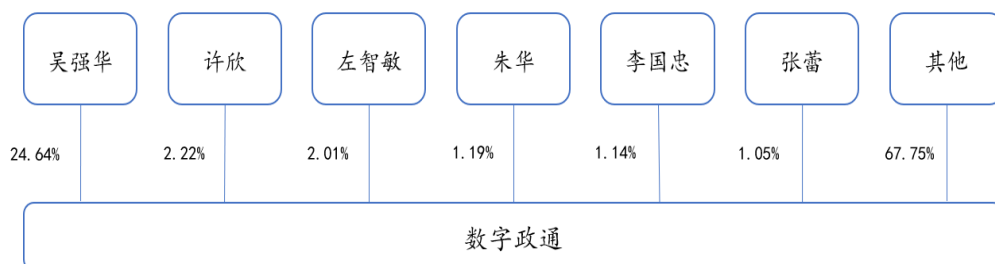 吴强华 许欣 左智敏 朱华 李国忠 张蕾 其他
24.64% 2.22% 2.01% 1.19% 1.14% 1.05% 67.75%
数字政通